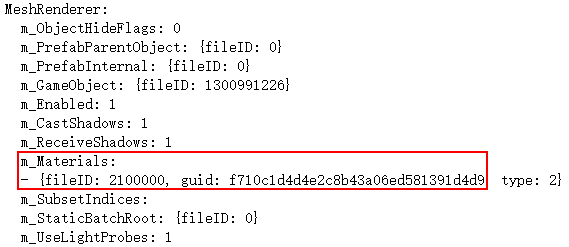 MeshRenderer:
m_ObjectHideFlags: 0
m_PrefabParentObject: {fileID: 0}
m_PrefabInternal: {fileID: 0}
m_GameObject: {fileID: 1300991226}
m_Enabled: 1
m_CastShadows: 1
m_ReceiveShadows: 1
m_Materials:
- {fileID: 2100000, guid: f710c1d4d4e2c8b43a06ed581391d4d9 type: 2}
m_SubsetIndices:
m_StaticBatchRoot: {fileID: 0}
m_UseLightProbes: 1